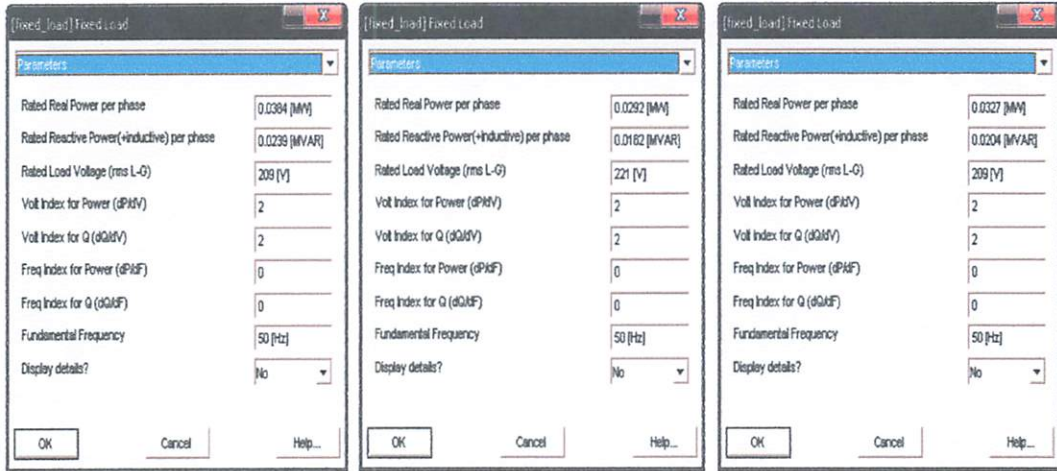 [fixed_load] Fixed Load
Parameters
Rated Real Power per phase 0.0384 [MW]
Rated Reactive Power(+inductive) per phase 0.0239 [MVAR]
Rated Load Voltage (rms L-G) 209 [V]
Volt Index for Power (dP/dV) 2
Volt Index for Q (dQ/dV) 2
Freq Index for Power (dP/dF) 0
Freq Index for Q (dQ/dF) 0
Fundamental Frequency 50 [Hz]
Display details? No
OK Cancel Help...
[fixed_load] Fixed Load
Parameters
Rated Real Power per phase 0.0292 [MW]
Rated Reactive Power(+inductive) per phase 0.0182 [MVAR]
Rated Load Voltage (rms L-G) 221 [V]
Volt Index for Power (dP/dV) 2
Volt Index for Q (dQ/dV) 2
Freq Index for Power (dP/dF) 0
Freq Index for Q (dQ/dF) 0
Fundamental Frequency 50 [Hz]
Display details? No
OK Cancel Help...
[fixed_load] Fixed Load
Parameters
Rated Real Power per phase 0.0327 [MW]
Rated Reactive Power(+inductive) per phase 0.0204 [MVAR]
Rated Load Voltage (rms L-G) 209 [V]
Volt Index for Power (dP/dV) 2
Volt Index for Q (dQ/dV) 2
Freq Index for Power (dP/dF) 0
Freq Index for Q (dQ/dF) 0
Fundamental Frequency 50 [Hz]
Display details? No
OK Cancel Help...